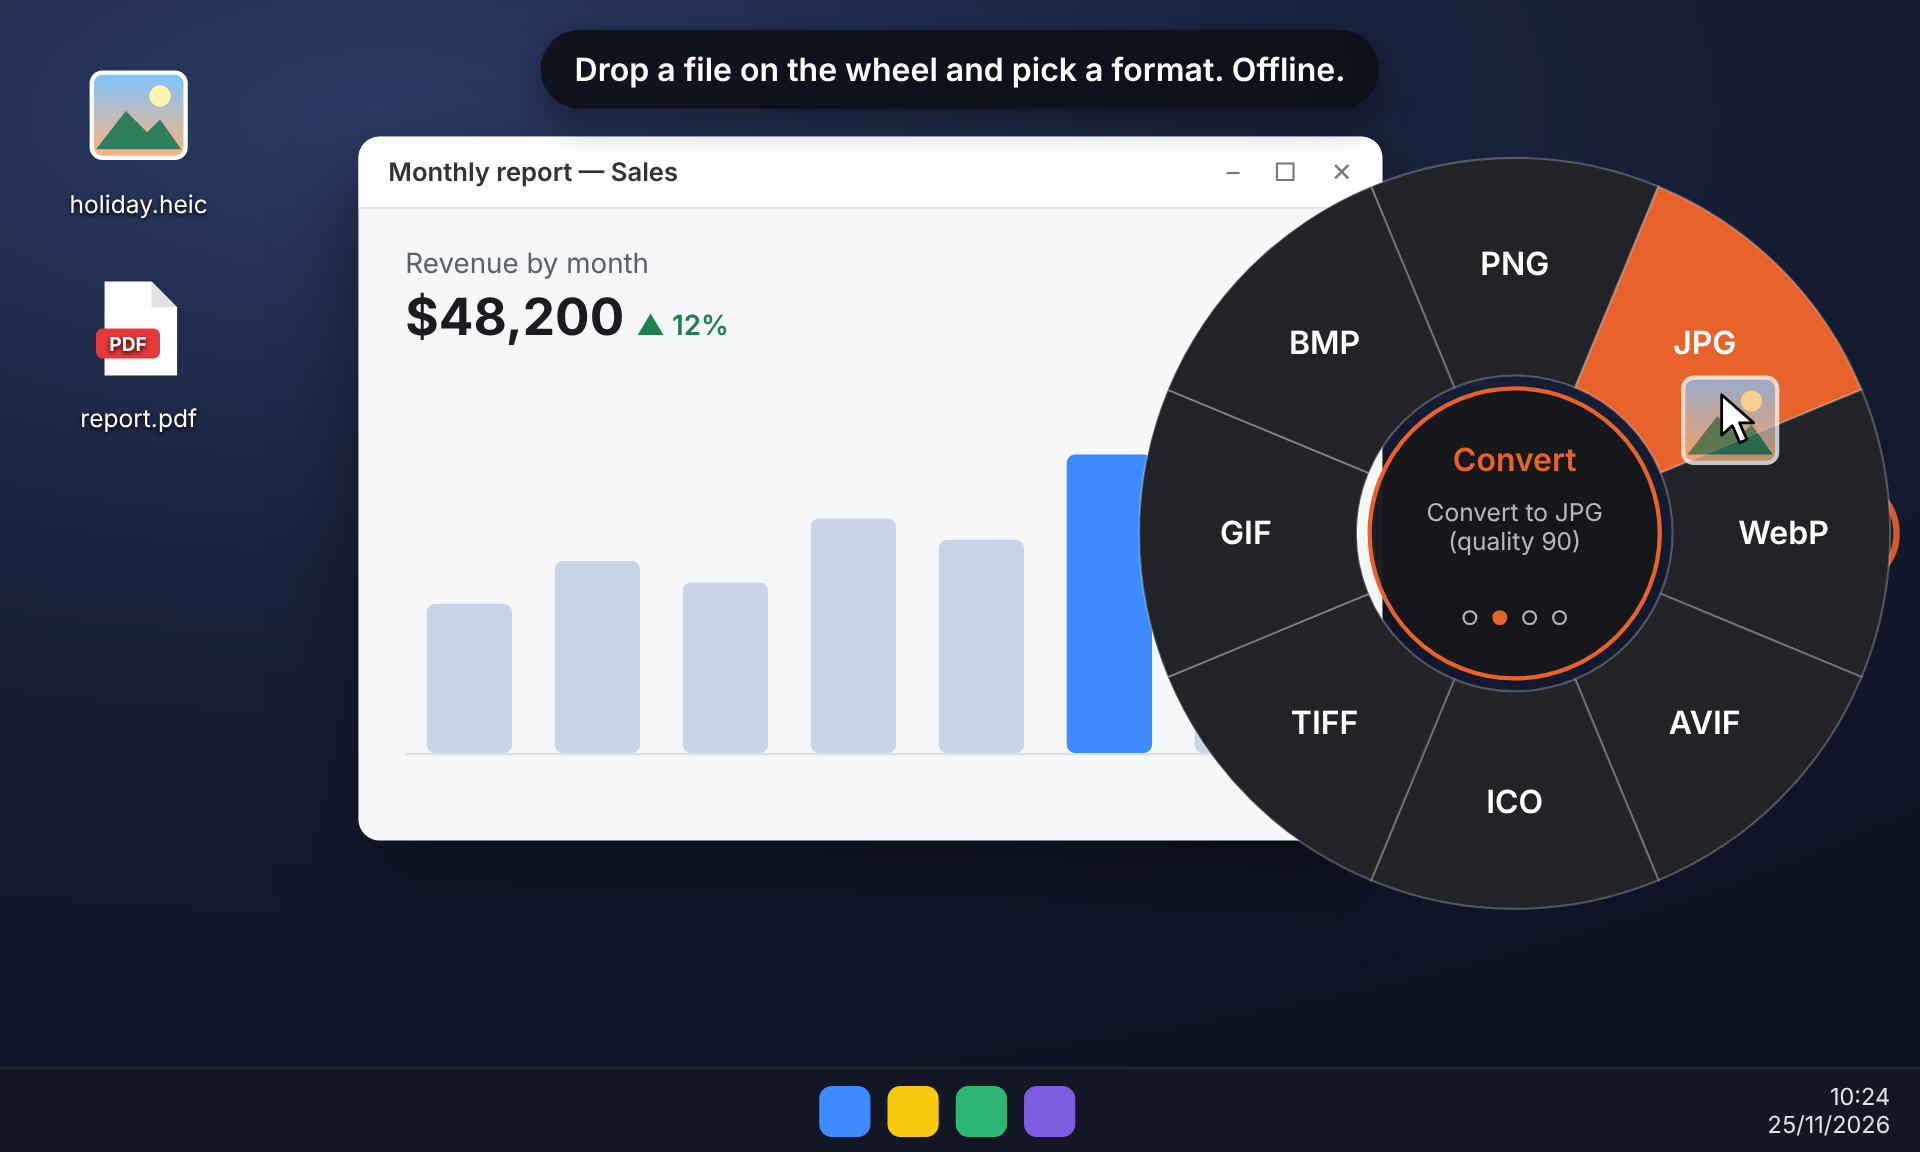 Drop a file on the wheel and pick a format. Offline.
holiday.heic
PDF
report.pdf
Monthly report — Sales
Revenue by month
$48,200 ▲ 12%
PNG
JPG
WebP
AVIF
ICO
TIFF
GIF
BMP
Convert
Convert to JPG
(quality 90)
10:24
25/11/2026